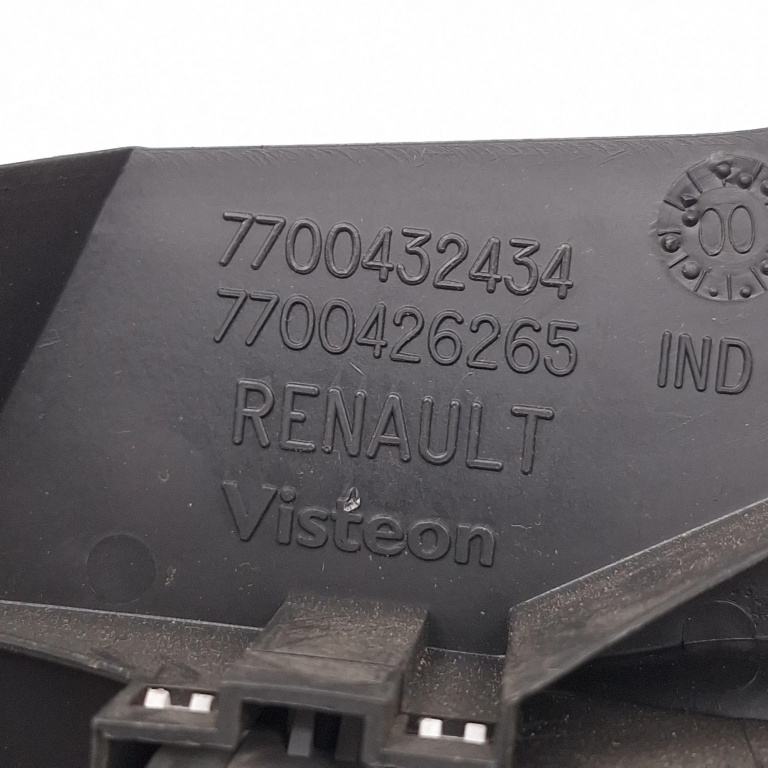 7700432434
7700426265
RENAULT
Visteon
00
IND